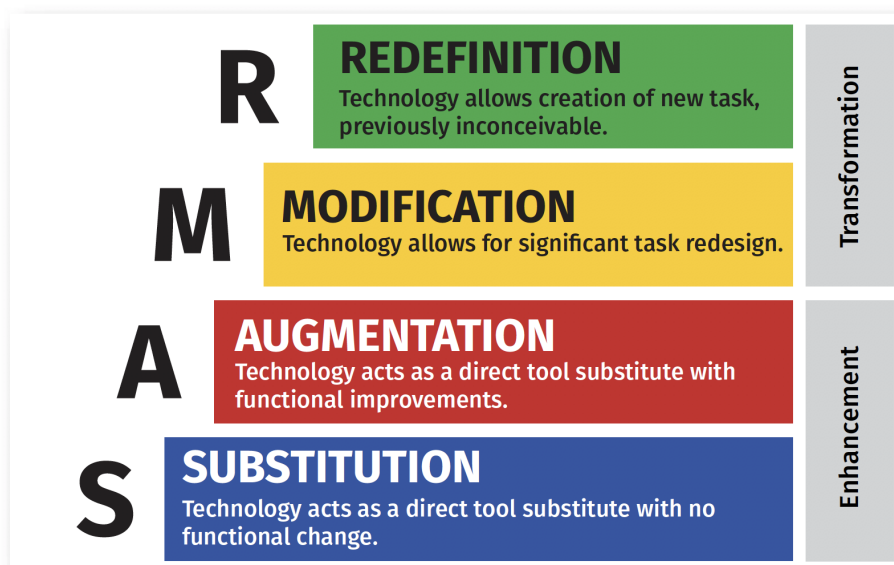 R
REDEFINITION
Technology allows creation of new task,
previously inconceivable.
M
MODIFICATION
Technology allows for significant task redesign.
Transformation
A
AUGMENTATION
Technology acts as a direct tool substitute with
functional improvements.
S
SUBSTITUTION
Technology acts as a direct tool substitute with no
functional change.
Enhancement